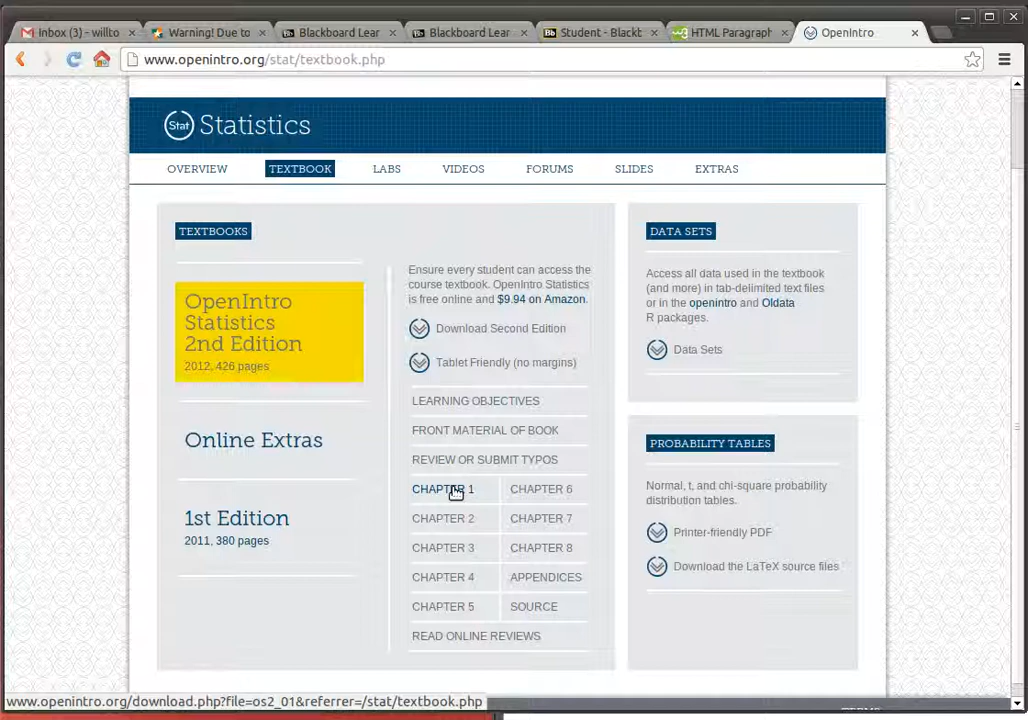 Inbox (3) - willto
Warning! Due to
Blackboard Lear
Blackboard Lear
Bb Student - Blackb
HTML Paragraph
OpenIntro
www.openintro.org/stat/textbook.php
Stat Statistics
OVERVIEW
TEXTBOOK
LABS
VIDEOS
FORUMS
SLIDES
EXTRAS
TEXTBOOKS
OpenIntro
Statistics
2nd Edition
2012, 426 pages
Online Extras
1st Edition
2011, 380 pages
Ensure every student can access the
course textbook. OpenIntro Statistics
is free online and $9.94 on Amazon.
Download Second Edition
Tablet Friendly (no margins)
LEARNING OBJECTIVES
FRONT MATERIAL OF BOOK
REVIEW OR SUBMIT TYPOS
CHAPTER 1
CHAPTER 6
CHAPTER 2
CHAPTER 7
CHAPTER 3
CHAPTER 8
CHAPTER 4
APPENDICES
CHAPTER 5
SOURCE
READ ONLINE REVIEWS
DATA SETS
Access all data used in the textbook
(and more) in tab-delimited text files
or in the openintro and OIdata
R packages.
Data Sets
PROBABILITY TABLES
Normal, t, and chi-square probability
distribution tables.
Printer-friendly PDF
Download the LaTeX source files
www.openintro.org/download.php?file=os2_01&referrer=/stat/textbook.php